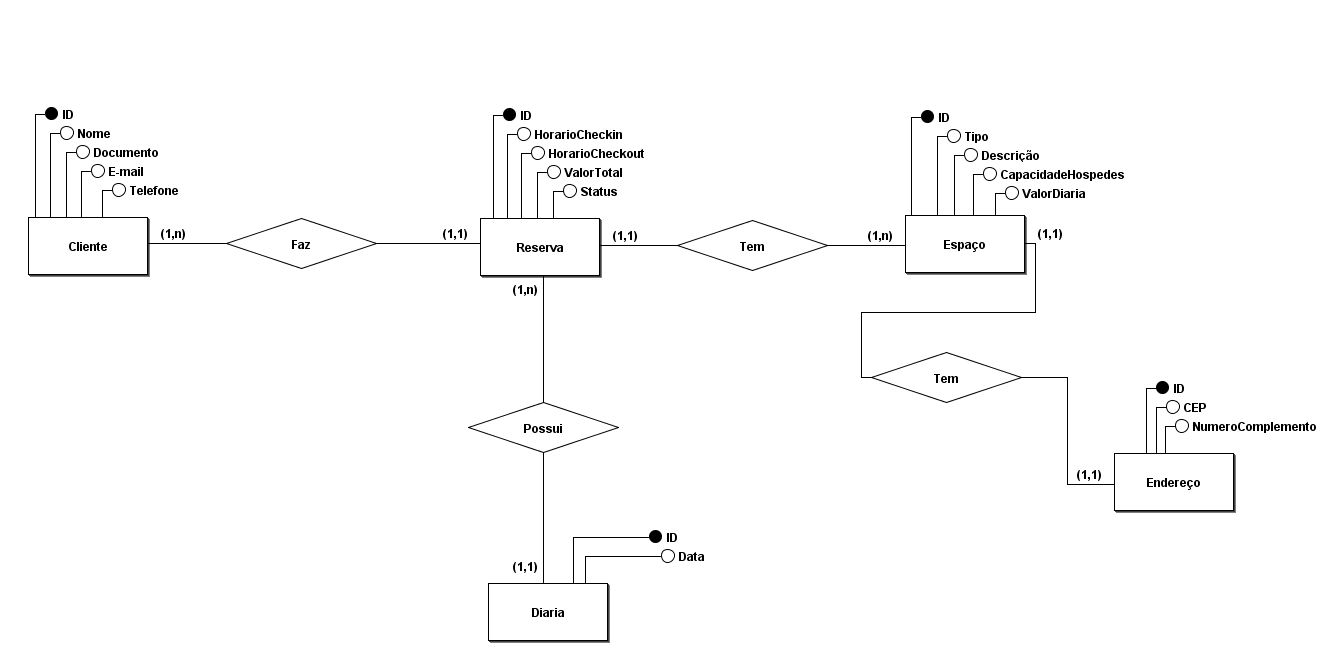 ID
Nome
Documento
E-mail
Telefone
Cliente
(1,n)
Faz
(1,1)
ID
HorarioCheckin
HorarioCheckout
ValorTotal
Status
Reserva
(1,1)
Tem
(1,n)
ID
Tipo
Descrição
CapacidadeHospedes
ValorDiaria
Espaço
(1,1)
(1,n)
Possui
(1,1)
ID
Data
Diaria
Tem
(1,1)
ID
CEP
NumeroComplemento
Endereço